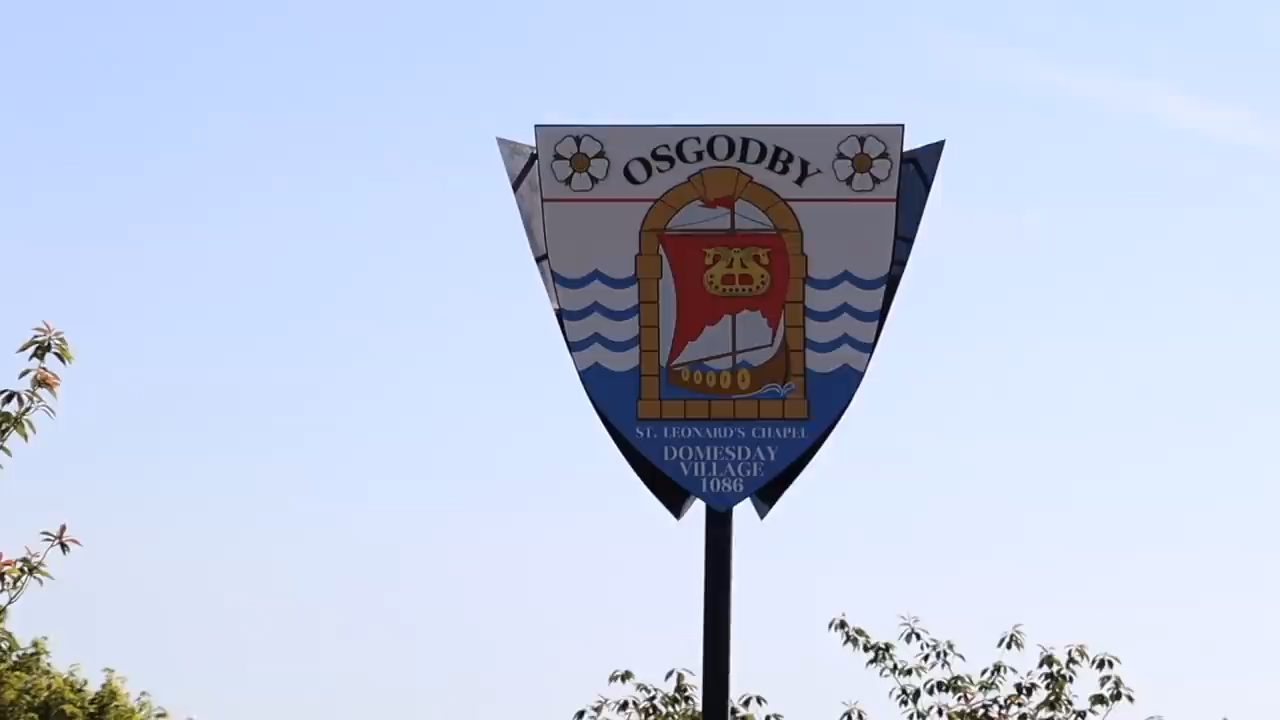 OSGODBY
ST. LEONARD'S CHAPEL
DOMESDAY
VILLAGE
1086